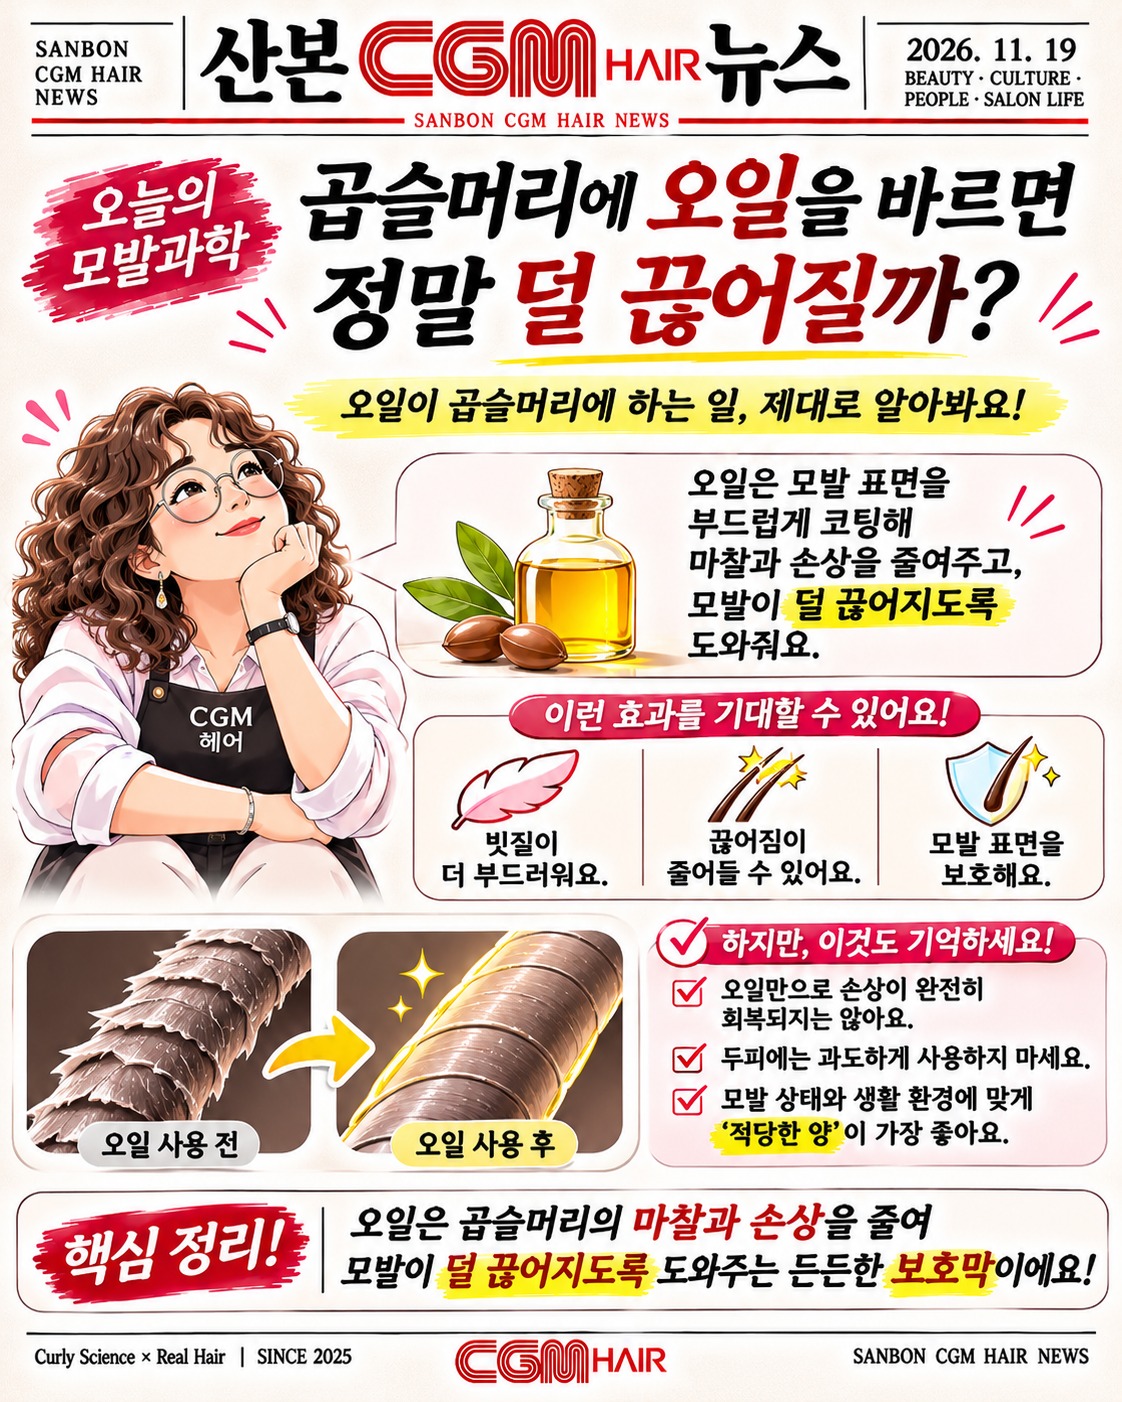 SANBON
CGM HAIR
NEWS
산본 CGM HAIR 뉴스
2026. 11. 19
BEAUTY · CULTURE ·
PEOPLE · SALON LIFE
SANBON CGM HAIR NEWS
오늘의
모발과학
곱슬머리에 오일을 바르면
정말 덜 끊어질까?
오일이 곱슬머리에 하는 일, 제대로 알아봐요!
오일은 모발 표면을
부드럽게 코팅해
마찰과 손상을 줄여주고,
모발이 덜 끊어지도록
도와줘요.
CGM
헤어
이런 효과를 기대할 수 있어요!
빗질이
더 부드러워요.
끊어짐이
줄어들 수 있어요.
모발 표면을
보호해요.
오일 사용 전
오일 사용 후
하지만, 이것도 기억하세요!
오일만으로 손상이 완전히
회복되지는 않아요.
두피에는 과도하게 사용하지 마세요.
모발 상태와 생활 환경에 맞게
‘적당한 양’이 가장 좋아요.
핵심 정리!
오일은 곱슬머리의 마찰과 손상을 줄여
모발이 덜 끊어지도록 도와주는 든든한 보호막이에요!
Curly Science × Real Hair | SINCE 2025
CGM HAIR
SANBON CGM HAIR NEWS